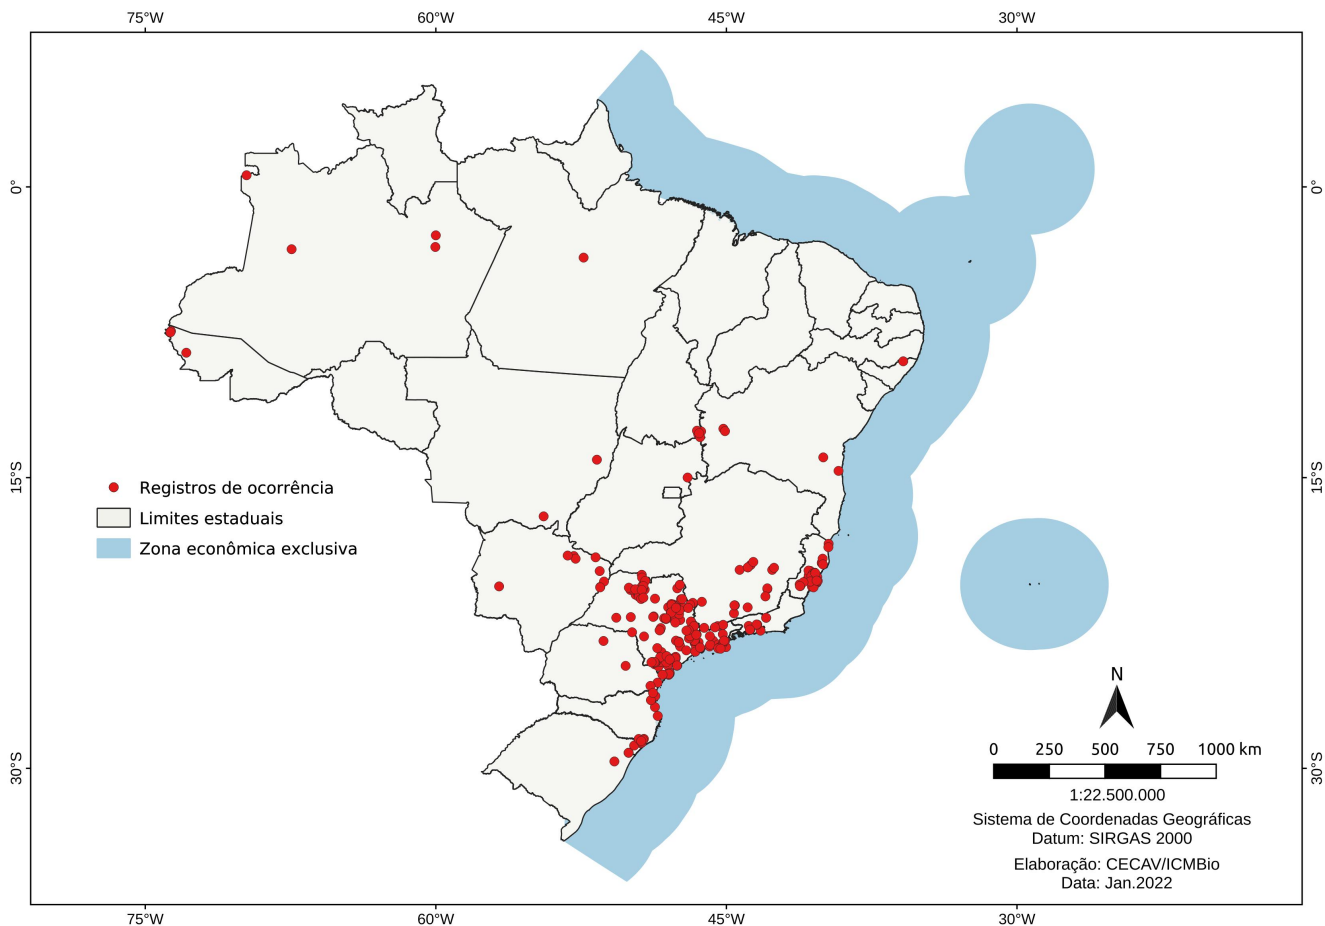 75°W 60°W 45°W 30°W
0° 0°
15°S 15°S
Registros de ocorrência
Limites estaduais
Zona econômica exclusiva
N
0 250 500 750 1000 km
30°S 30°S
1:22.500.000
Sistema de Coordenadas Geográficas
Datum: SIRGAS 2000
Elaboração: CECAV/ICMBio
Data: Jan.2022
75°W 60°W 45°W 30°W